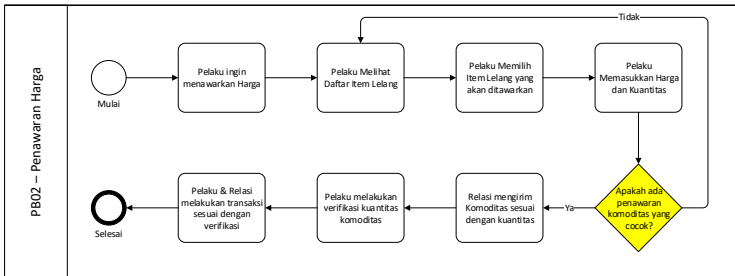 PB02 – Penawaran Harga
Tidak
Mulai
Pelaku ingin
menawarkan Harga
Pelaku Melihat
Daftar Item Lelang
Pelaku Memilih
Item Lelang yang
akan ditawarkan
Pelaku
Memasukkan Harga
dan Kuantitas
Apakah ada
penawaran
komoditas yang
cocok?
Ya
Relasi mengirim
Komoditas sesuai
dengan kuantitas
Pelaku melakukan
verifikasi kuantitas
komoditas
Pelaku & Relasi
melakukan transaksi
sesuai dengan
verifikasi
Selesai